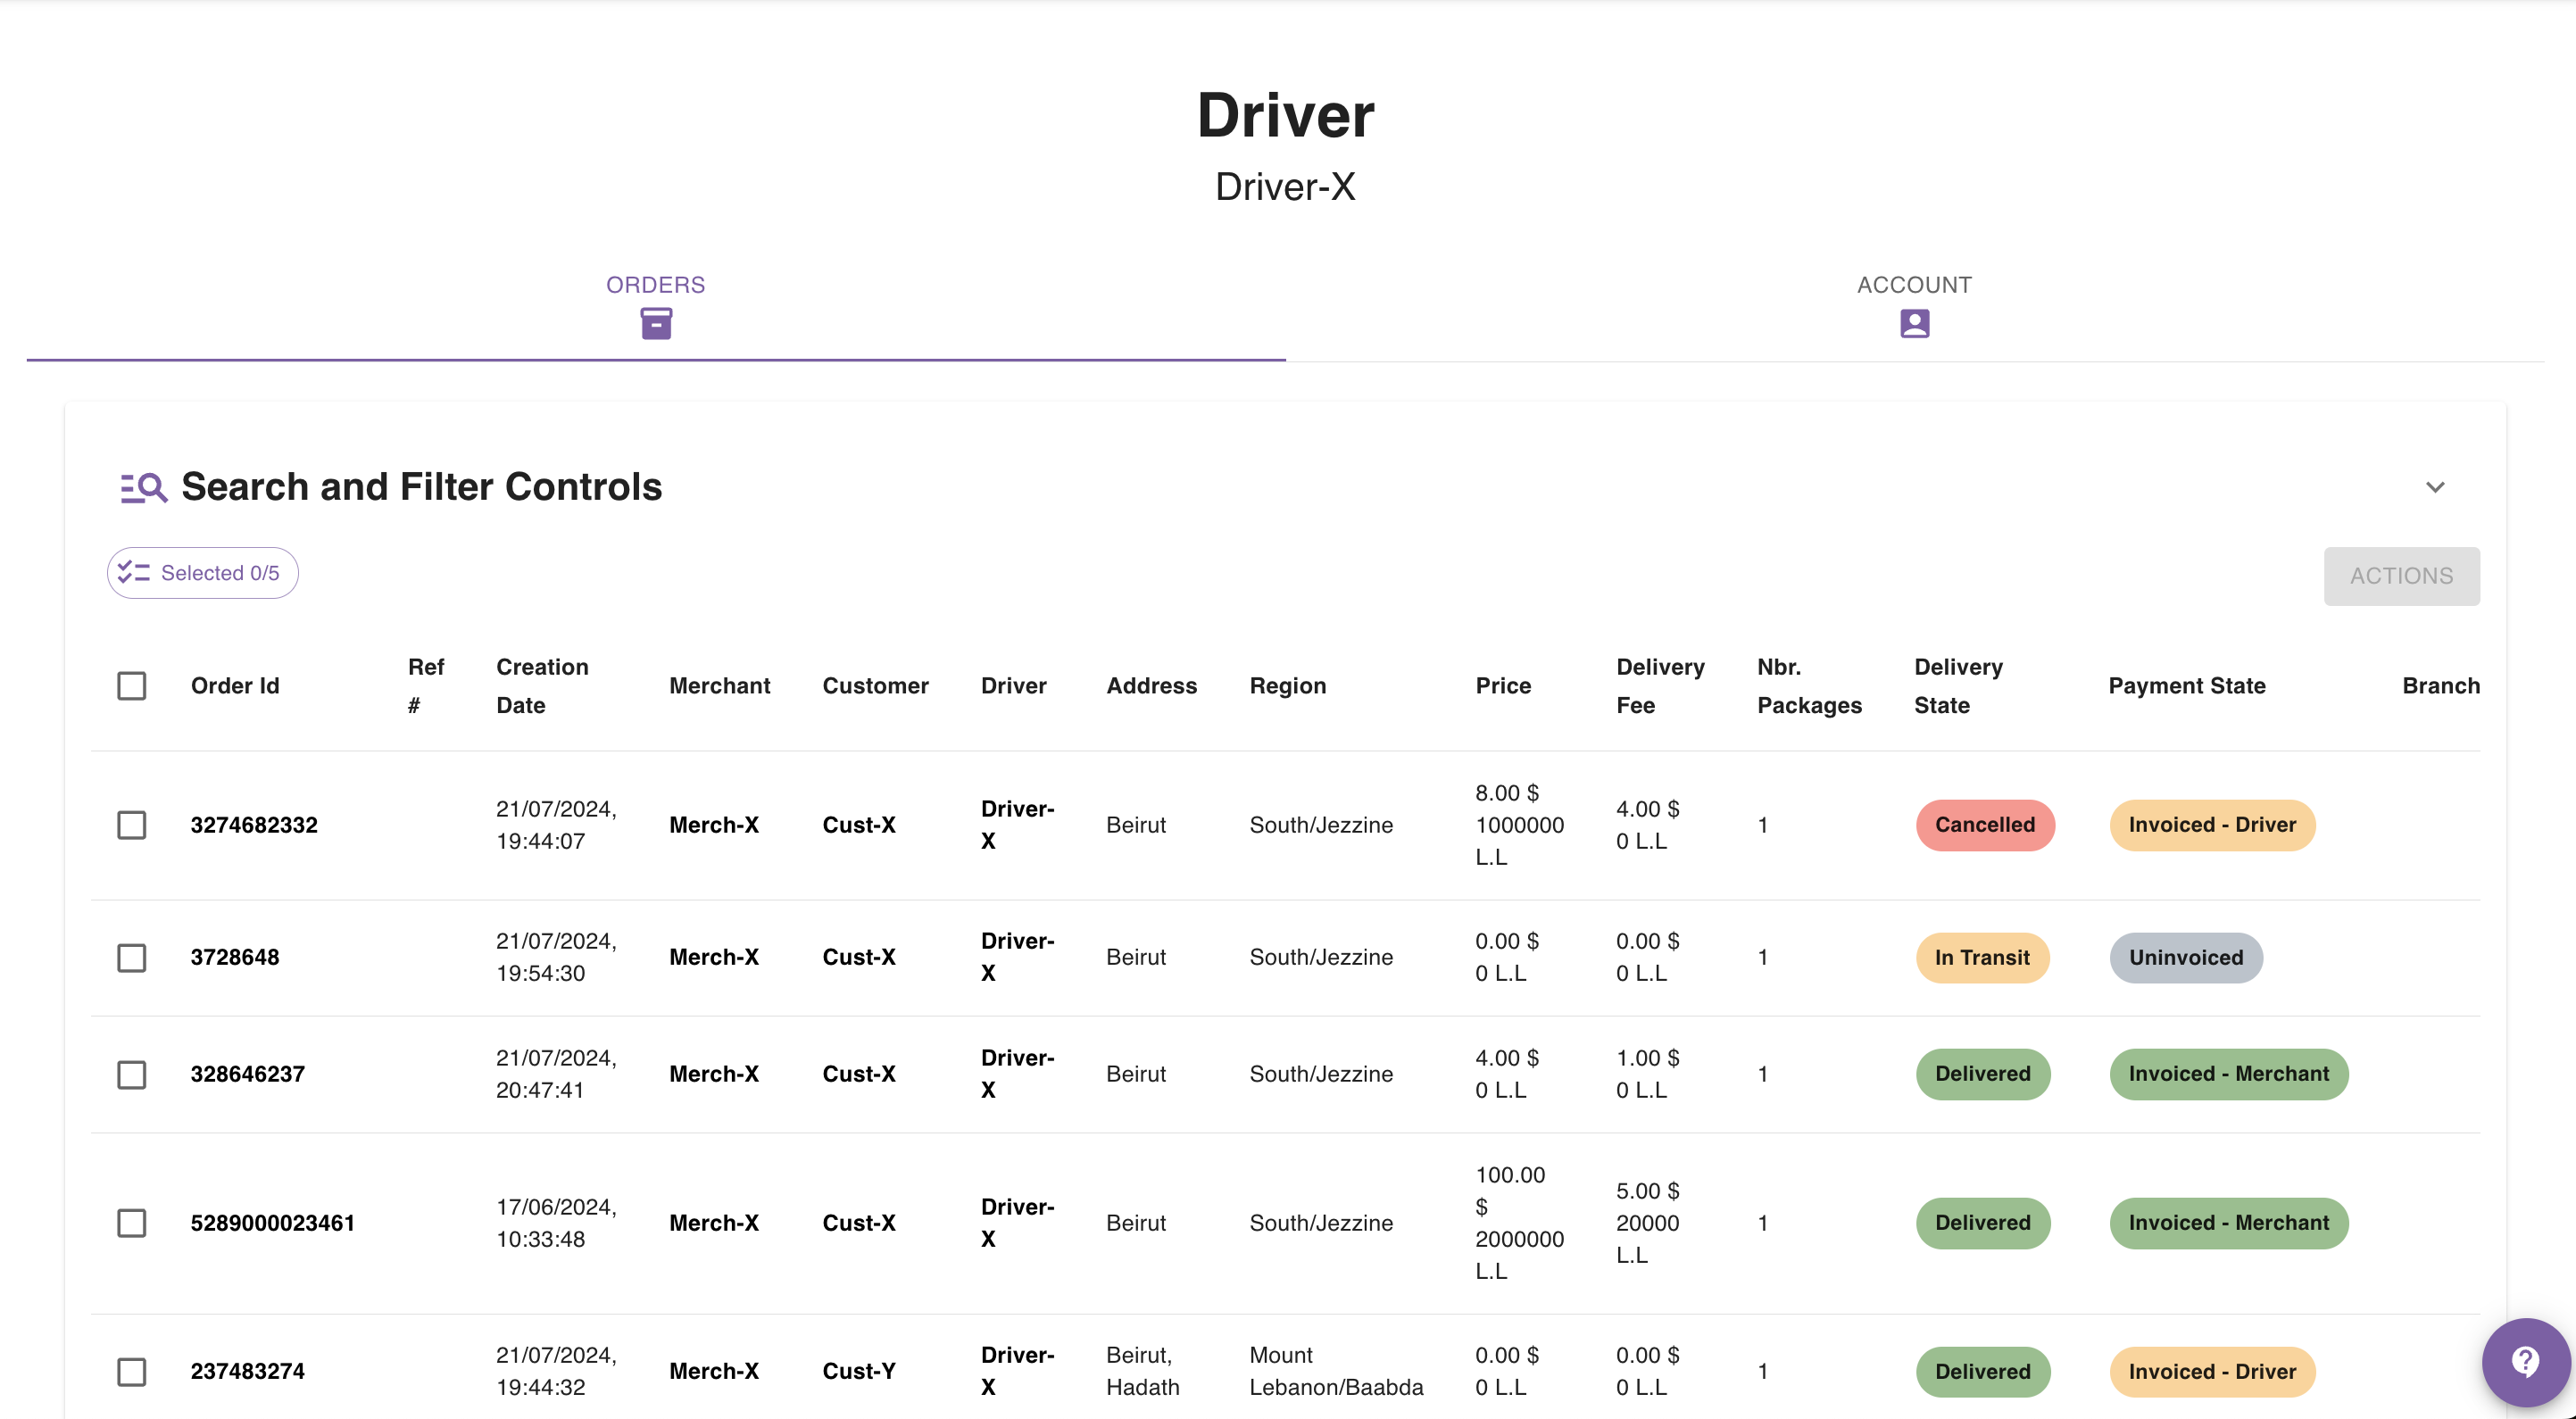 Driver
Driver-X
ORDERS
ACCOUNT
Search and Filter Controls
Selected 0/5
ACTIONS
Order Id
Ref
#
Creation
Date
Merchant
Customer
Driver
Address
Region
Price
Delivery
Fee
Nbr.
Packages
Delivery
State
Payment State
Branch
3274682332
21/07/2024,
19:44:07
Merch-X
Cust-X
Driver-
X
Beirut
South/Jezzine
8.00 $
1000000
L.L
4.00 $
0 L.L
1
Cancelled
Invoiced - Driver
3728648
21/07/2024,
19:54:30
Merch-X
Cust-X
Driver-
X
Beirut
South/Jezzine
0.00 $
0 L.L
0.00 $
0 L.L
1
In Transit
Uninvoiced
328646237
21/07/2024,
20:47:41
Merch-X
Cust-X
Driver-
X
Beirut
South/Jezzine
4.00 $
0 L.L
1.00 $
0 L.L
1
Delivered
Invoiced - Merchant
5289000023461
17/06/2024,
10:33:48
Merch-X
Cust-X
Driver-
X
Beirut
South/Jezzine
100.00
$
2000000
L.L
5.00 $
20000
L.L
1
Delivered
Invoiced - Merchant
237483274
21/07/2024,
19:44:32
Merch-X
Cust-Y
Driver-
X
Beirut,
Hadath
Mount
Lebanon/Baabda
0.00 $
0 L.L
0.00 $
0 L.L
1
Delivered
Invoiced - Driver